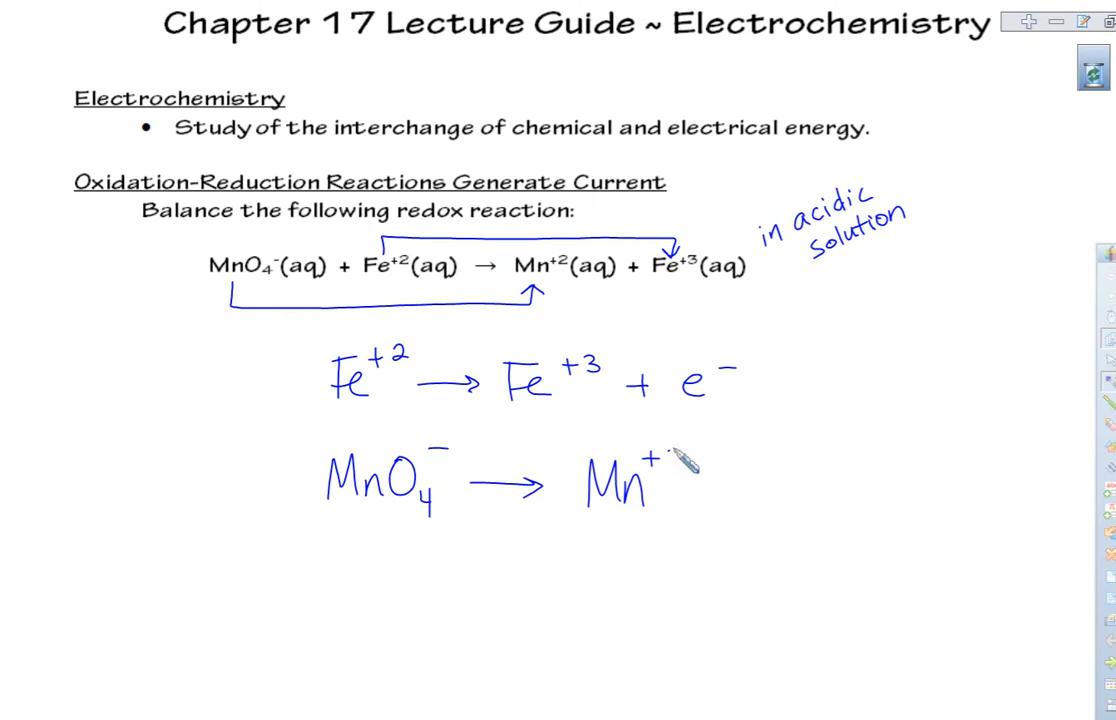 Chapter 17 Lecture Guide ~ Electrochemistry
Electrochemistry
• Study of the interchange of chemical and electrical energy.
Oxidation-Reduction Reactions Generate Current
Balance the following redox reaction:
in acidic
solution
MnO₄⁻(aq) + Fe⁺²(aq) → Mn⁺²(aq) + Fe⁺³(aq)
Fe⁺² → Fe⁺³ + e⁻
MnO₄⁻ → Mn⁺